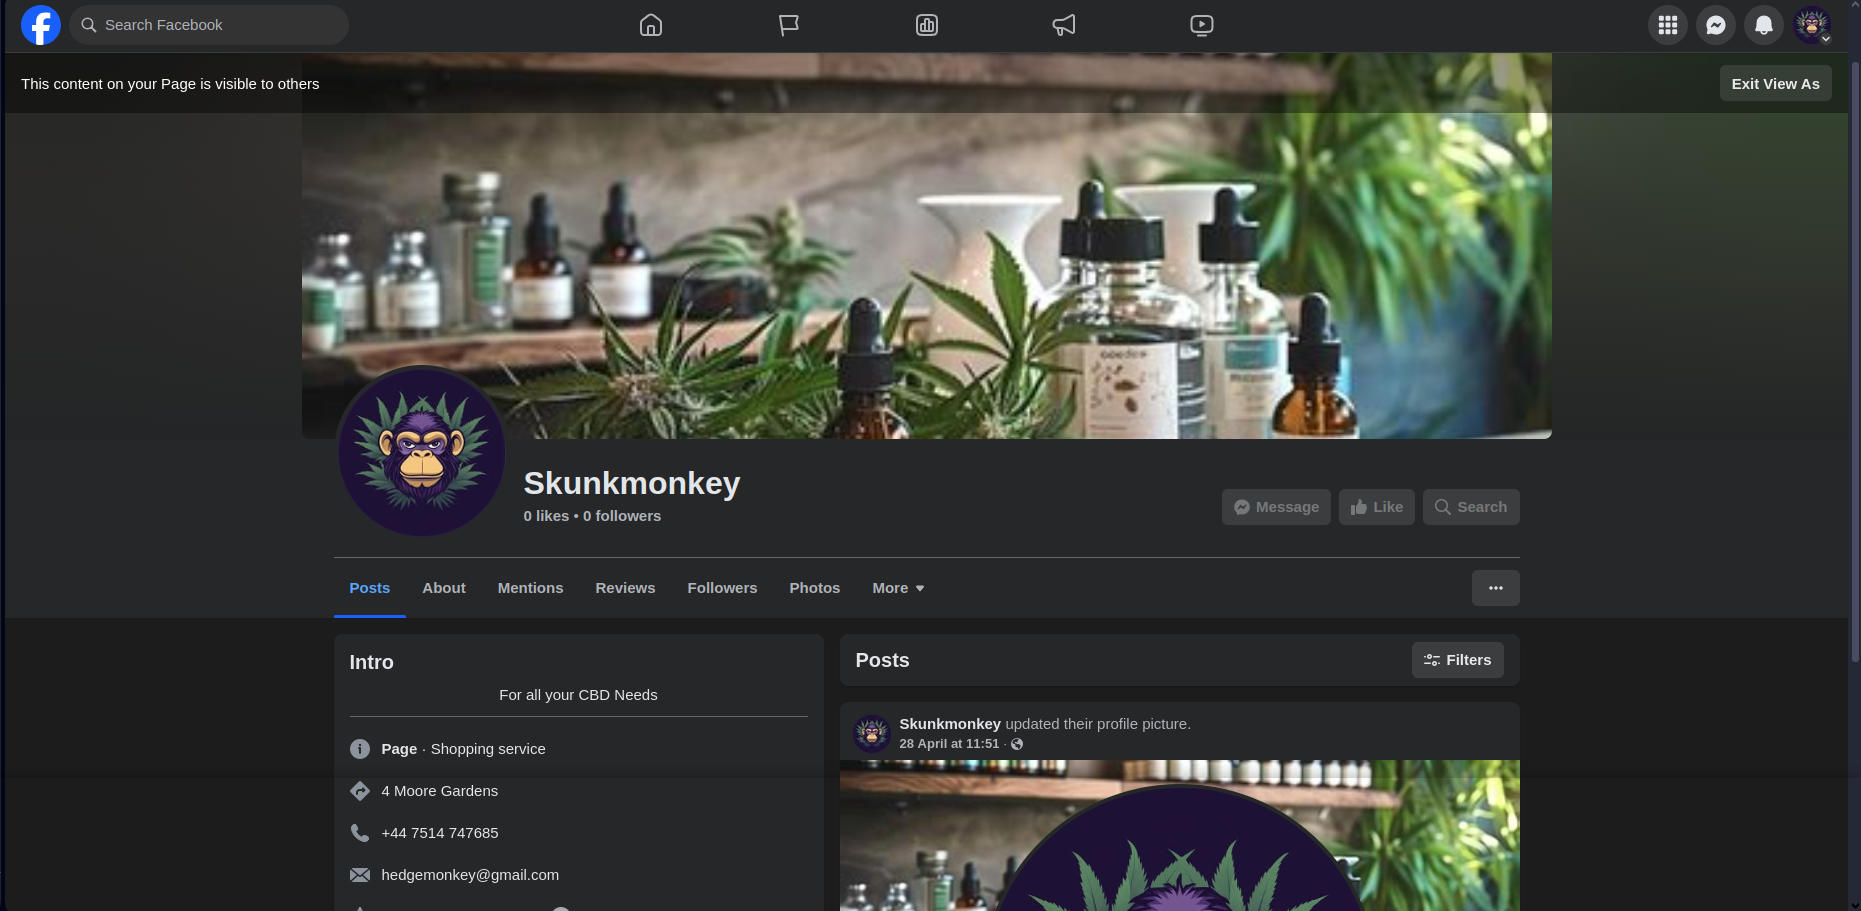 Search Facebook
This content on your Page is visible to others
Exit View As
Skunkmonkey
0 likes • 0 followers
Message
Like
Search
Posts
About
Mentions
Reviews
Followers
Photos
More
Intro
For all your CBD Needs
Page · Shopping service
4 Moore Gardens
+44 7514 747685
hedgemonkey@gmail.com
Posts
Filters
Skunkmonkey updated their profile picture.
28 April at 11:51 ·